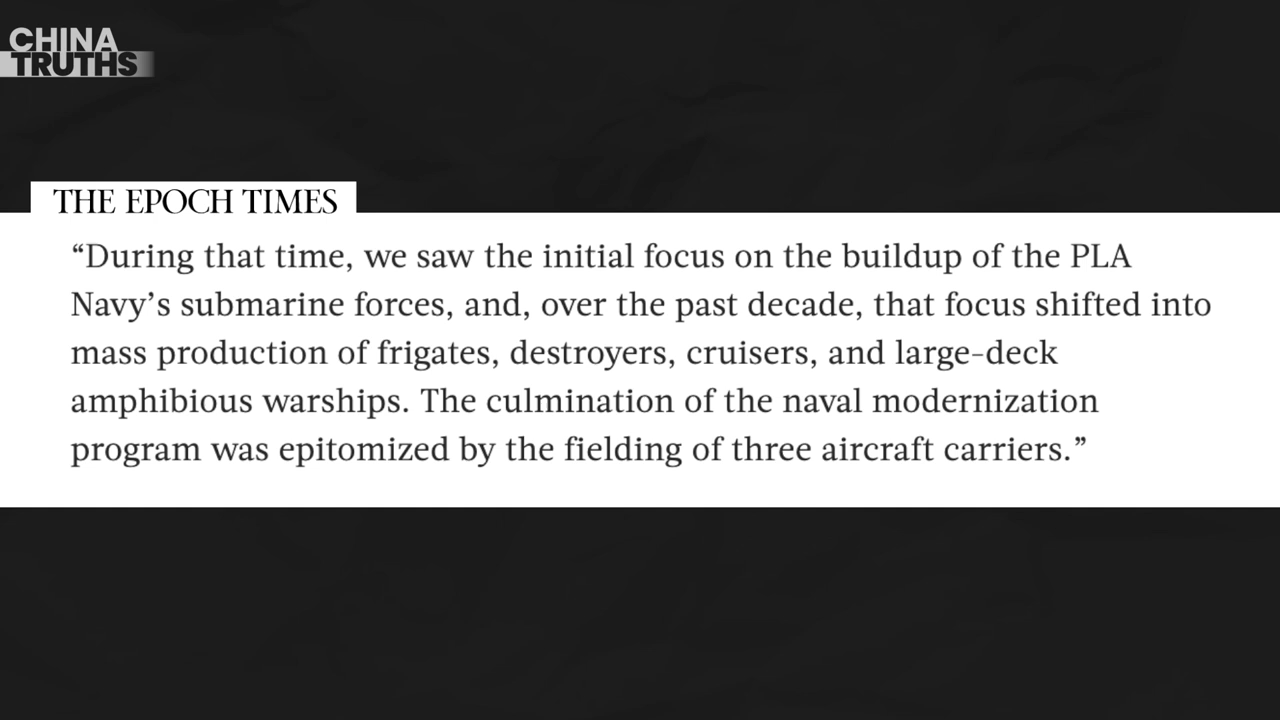 CHINA
TRUTHS
THE EPOCH TIMES
“During that time, we saw the initial focus on the buildup of the PLA
Navy’s submarine forces, and, over the past decade, that focus shifted into
mass production of frigates, destroyers, cruisers, and large-deck
amphibious warships. The culmination of the naval modernization
program was epitomized by the fielding of three aircraft carriers.”